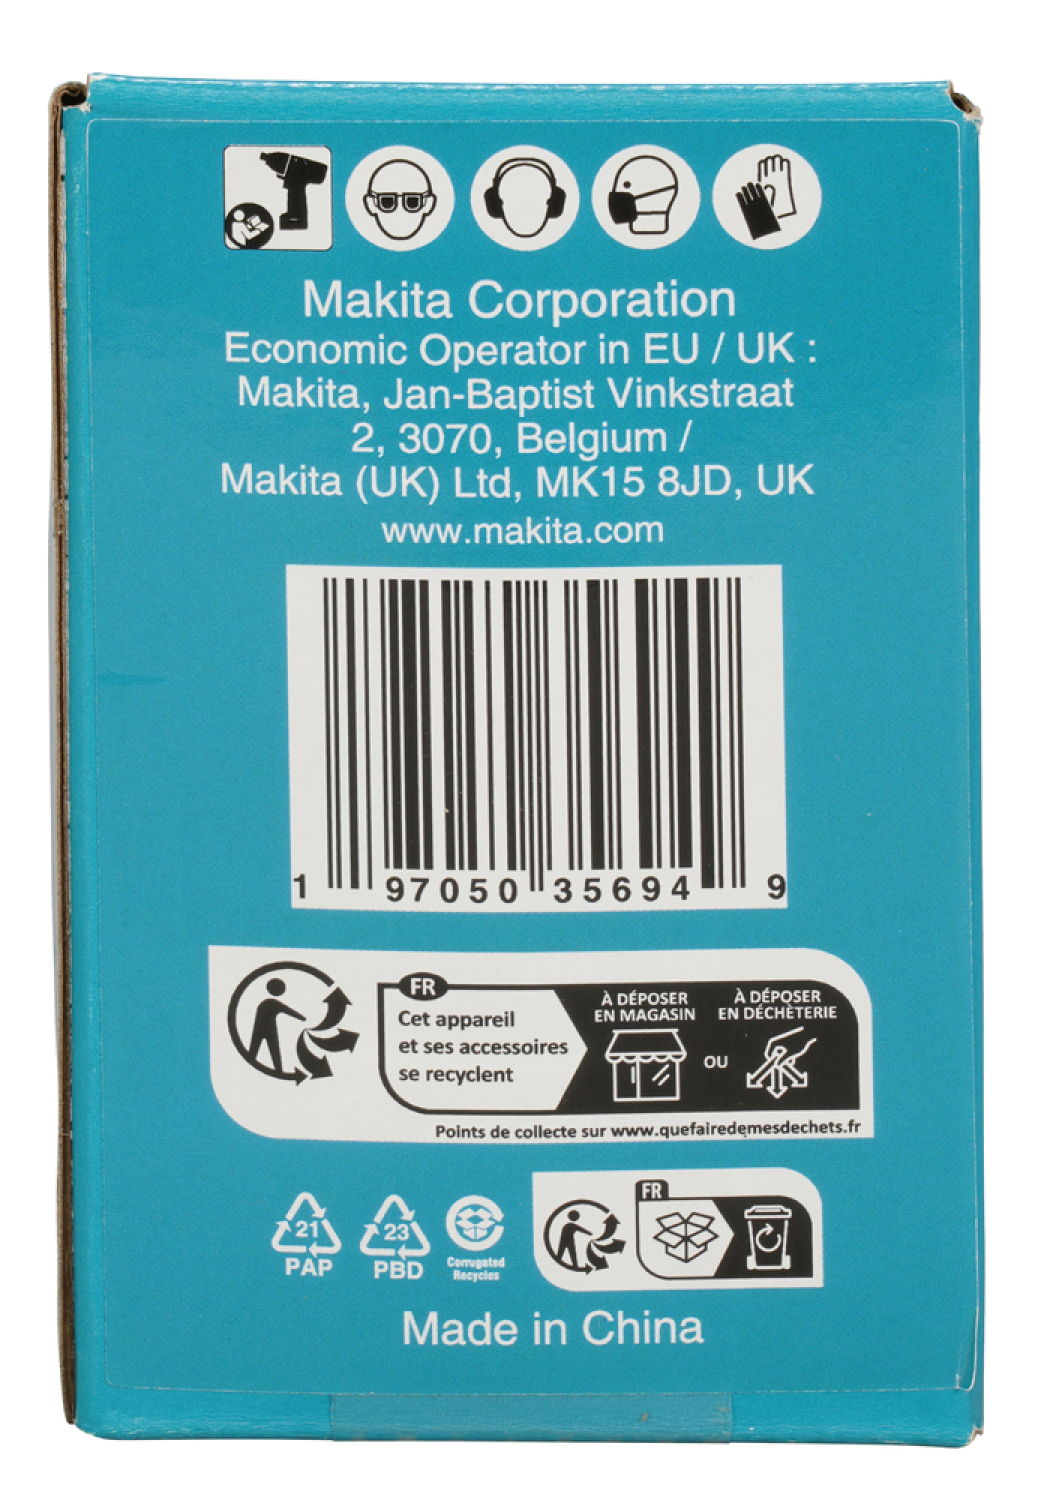 Makita Corporation
Economic Operator in EU / UK :
Makita, Jan-Baptist Vinkstraat
2, 3070, Belgium /
Makita (UK) Ltd, MK15 8JD, UK
www.makita.com
1 97050 35694 9
FR
Cet appareil
et ses accessoires
se recyclent
À DÉPOSER
EN MAGASIN
OU
À DÉPOSER
EN DÉCHÈTERIE
Points de collecte sur www.quefairedemesdechets.fr
21
PAP
23
PBD
Corrugated
Recycles
FR
Made in China